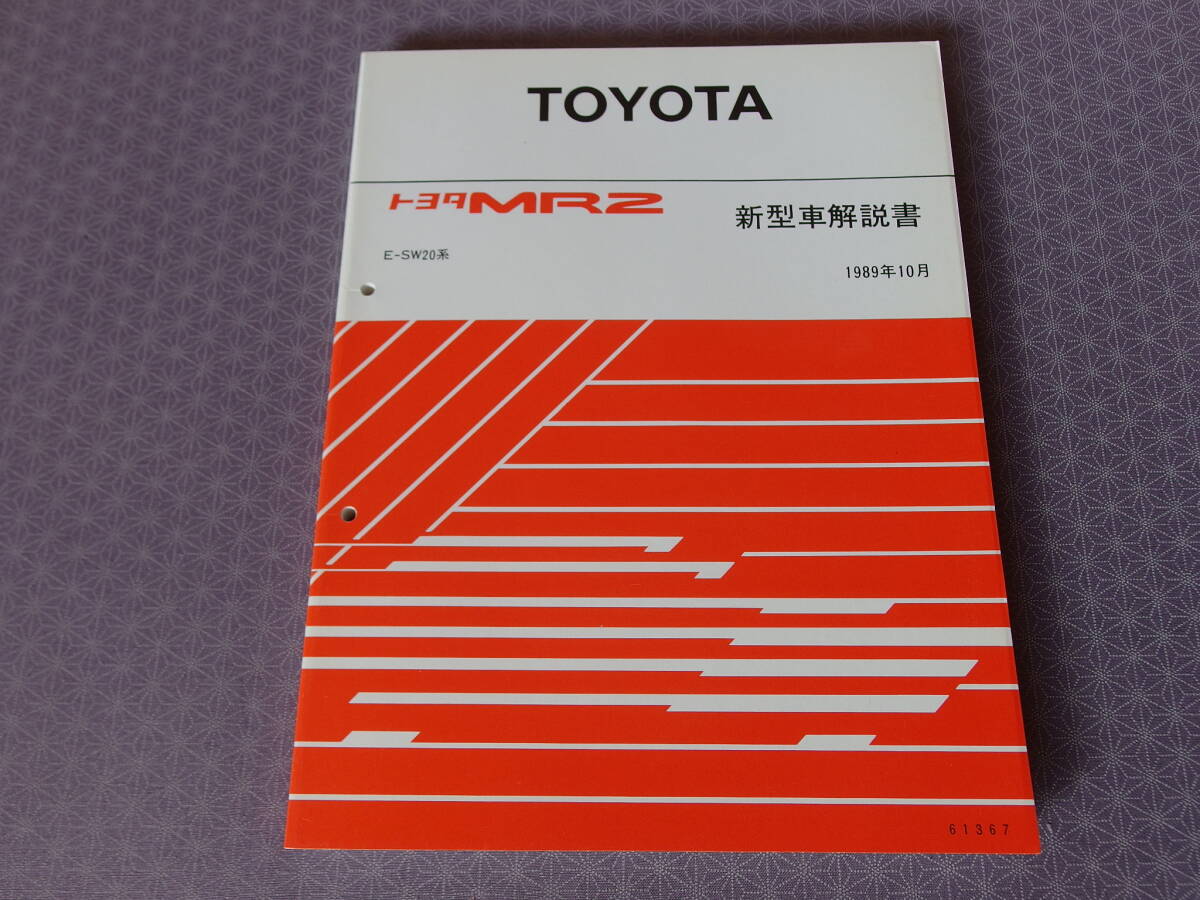 TOYOTA
トヨタMR2
新型車解説書
E-SW20系
1989年10月
61367